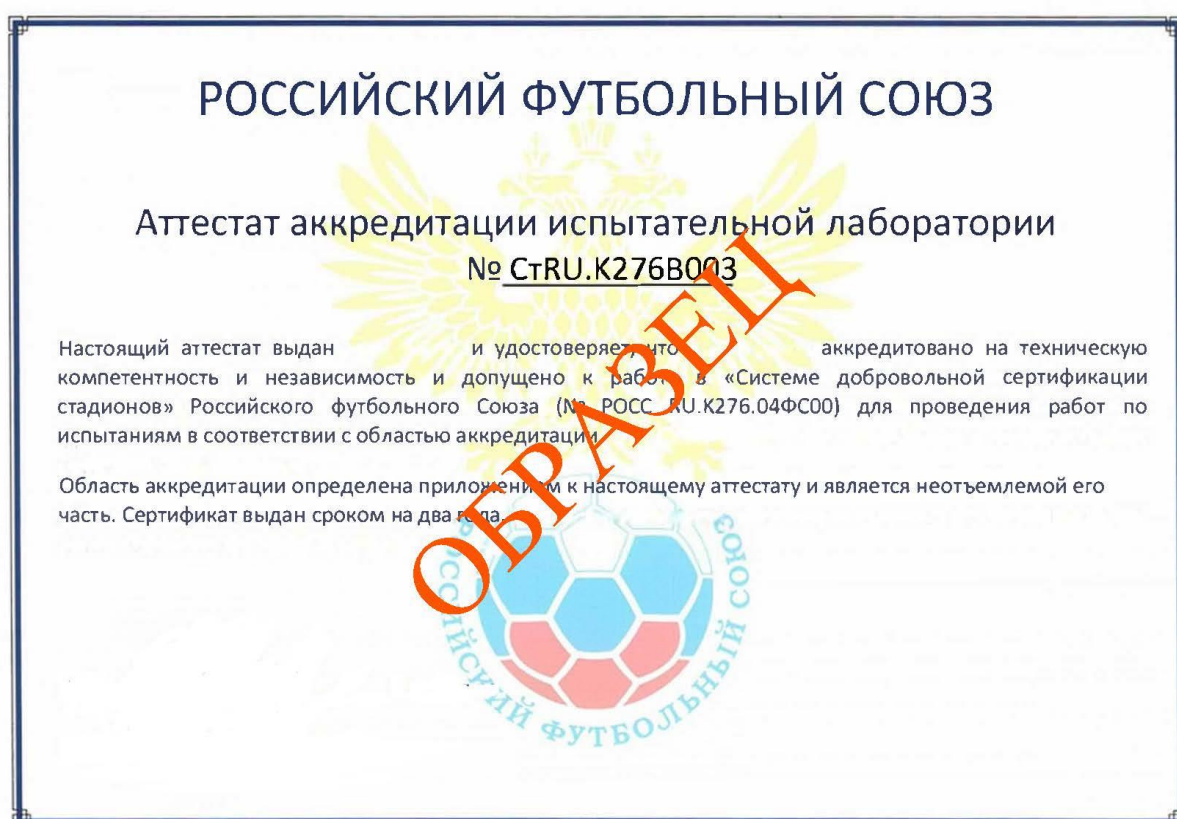 РОССИЙСКИЙ ФУТБОЛЬНЫЙ СОЮЗ
Аттестат аккредитации испытательной лаборатории
№ СтRU.К276В003
Настоящий аттестат выдан и удостоверяет, что аккредитовано на техническую
компетентность и независимость и допущено к работе в «Системе добровольной сертификации
стадионов» Российского футбольного Союза (№ РОСС RU.К276.04ФС00) для проведения работ по
испытаниям в соответствии с областью аккредитации
Область аккредитации определена приложением к настоящему аттестату и является неотъемлемой его
часть. Сертификат выдан сроком на два года.
ОБРАЗЕЦ
РОССИЙСКИЙ ФУТБОЛЬНЫЙ СОЮЗ